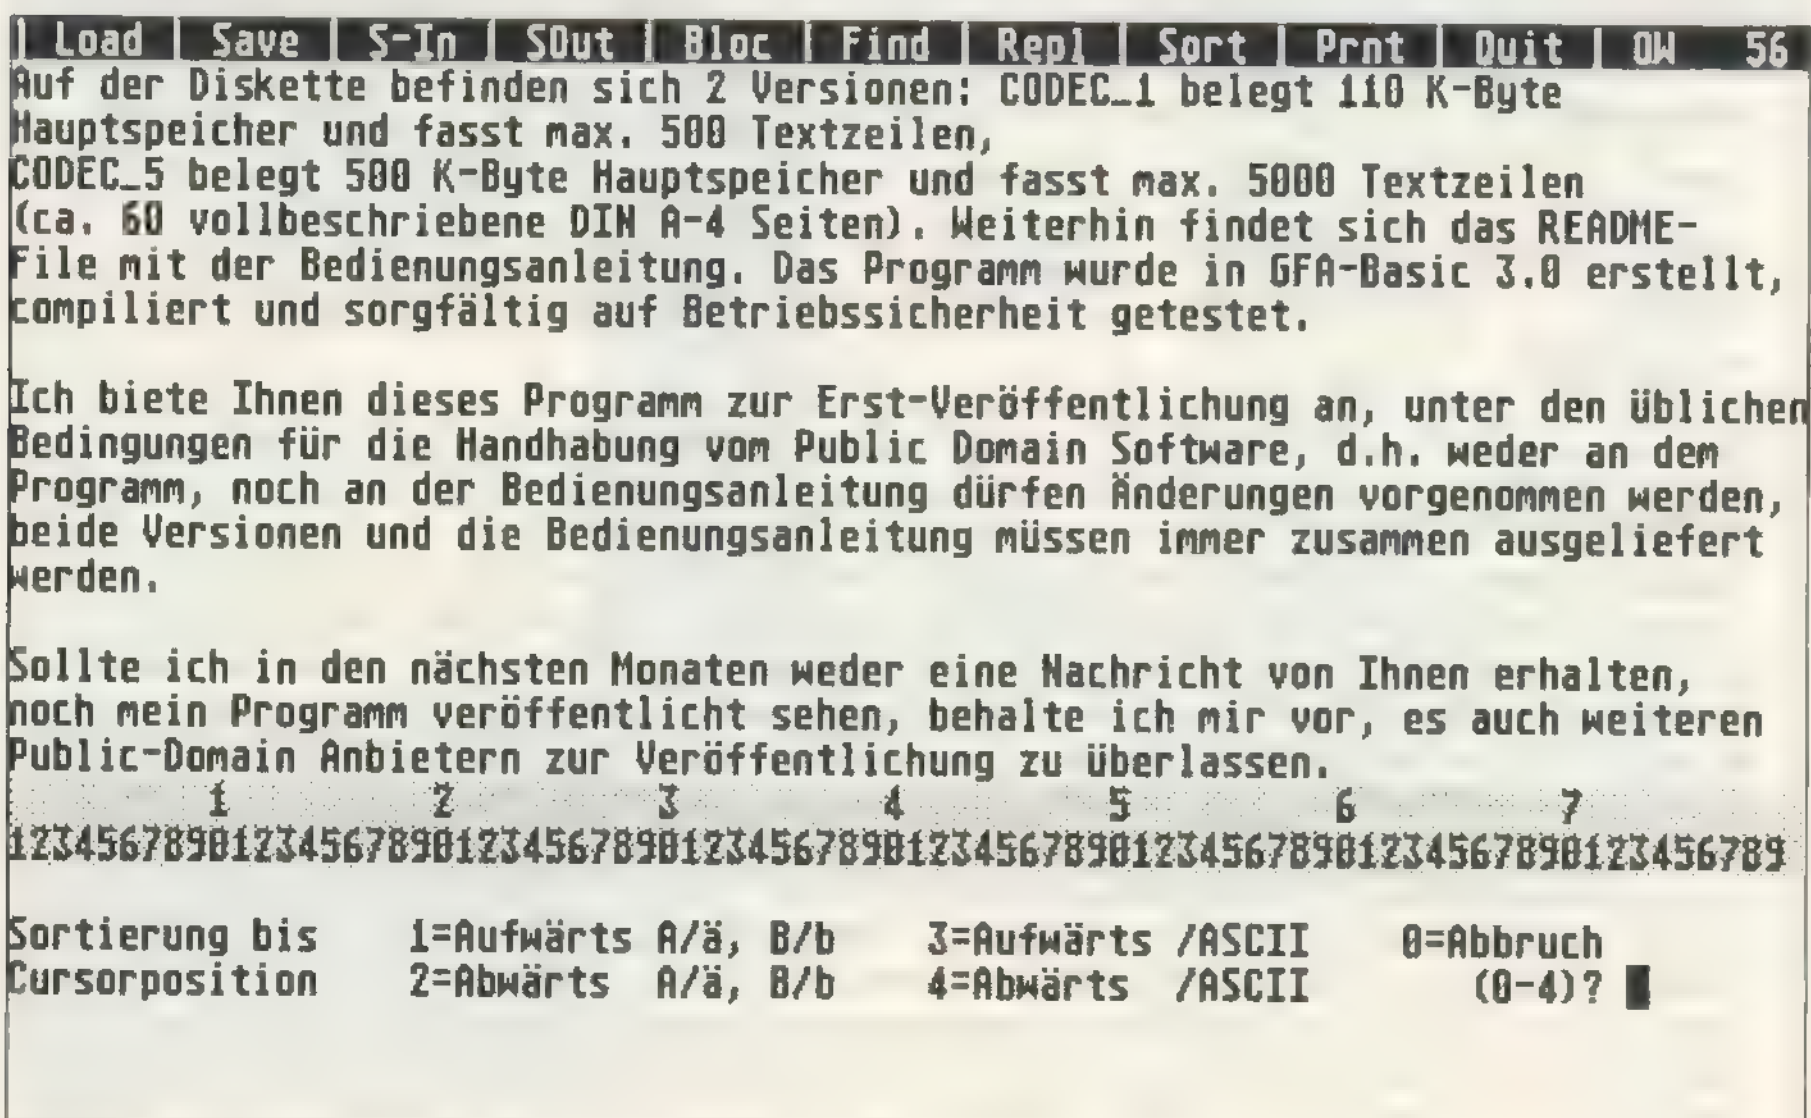 | Load | Save | S-In | SOut | Bloc | Find | Repl | Sort | Prnt | Quit | OW 56
Auf der Diskette befinden sich 2 Versionen: CODEC_1 belegt 110 K-Byte
Hauptspeicher und fasst max. 500 Textzeilen,
CODEC_5 belegt 500 K-Byte Hauptspeicher und fasst max. 5000 Textzeilen
(ca. 60 vollbeschriebene DIN A-4 Seiten). Weiterhin findet sich das README-
File mit der Bedienungsanleitung. Das Programm wurde in GFA-Basic 3.0 erstellt,
compiliert und sorgfältig auf Betriebssicherheit getestet.
Ich biete Ihnen dieses Programm zur Erst-Veröffentlichung an, unter den üblichen
Bedingungen für die Handhabung vom Public Domain Software, d.h. weder an dem
Programm, noch an der Bedienungsanleitung dürfen Änderungen vorgenommen werden,
beide Versionen und die Bedienungsanleitung müssen immer zusammen ausgeliefert
werden.
Sollte ich in den nächsten Monaten weder eine Nachricht von Ihnen erhalten,
noch mein Programm veröffentlicht sehen, behalte ich mir vor, es auch weiteren
Public-Domain Anbietern zur Veröffentlichung zu überlassen.
1 2 3 4 5 6 7
1234567890123456789012345678901234567890123456789012345678901234567890123456789
Sortierung bis 1=Aufwärts A/ä, B/b 3=Aufwärts /ASCII 0=Abbruch
Cursorposition 2=Abwärts A/ä, B/b 4=Abwärts /ASCII (0-4)?